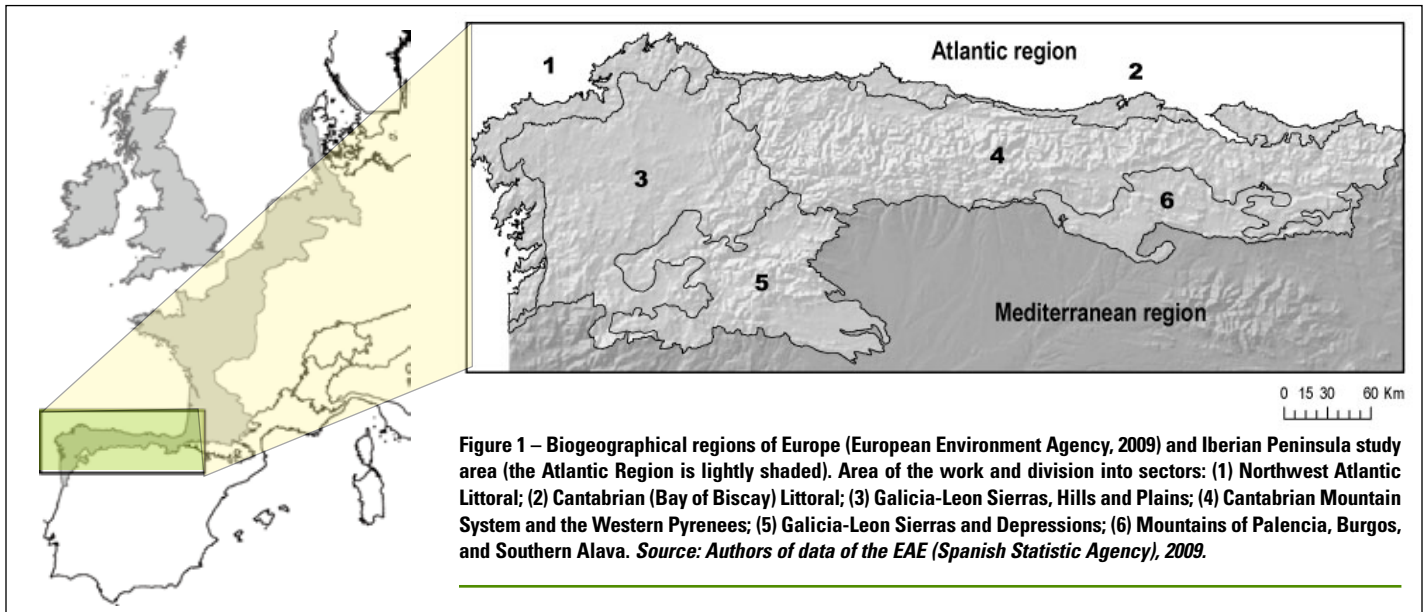 Atlantic region
1
2
3
4
5
6
Mediterranean region
0 15 30 60 Km
Figure 1 – Biogeographical regions of Europe (European Environment Agency, 2009) and Iberian Peninsula study
area (the Atlantic Region is lightly shaded). Area of the work and division into sectors: (1) Northwest Atlantic
Littoral; (2) Cantabrian (Bay of Biscay) Littoral; (3) Galicia-Leon Sierras, Hills and Plains; (4) Cantabrian Mountain
System and the Western Pyrenees; (5) Galicia-Leon Sierras and Depressions; (6) Mountains of Palencia, Burgos,
and Southern Alava. Source: Authors of data of the EAE (Spanish Statistic Agency), 2009.